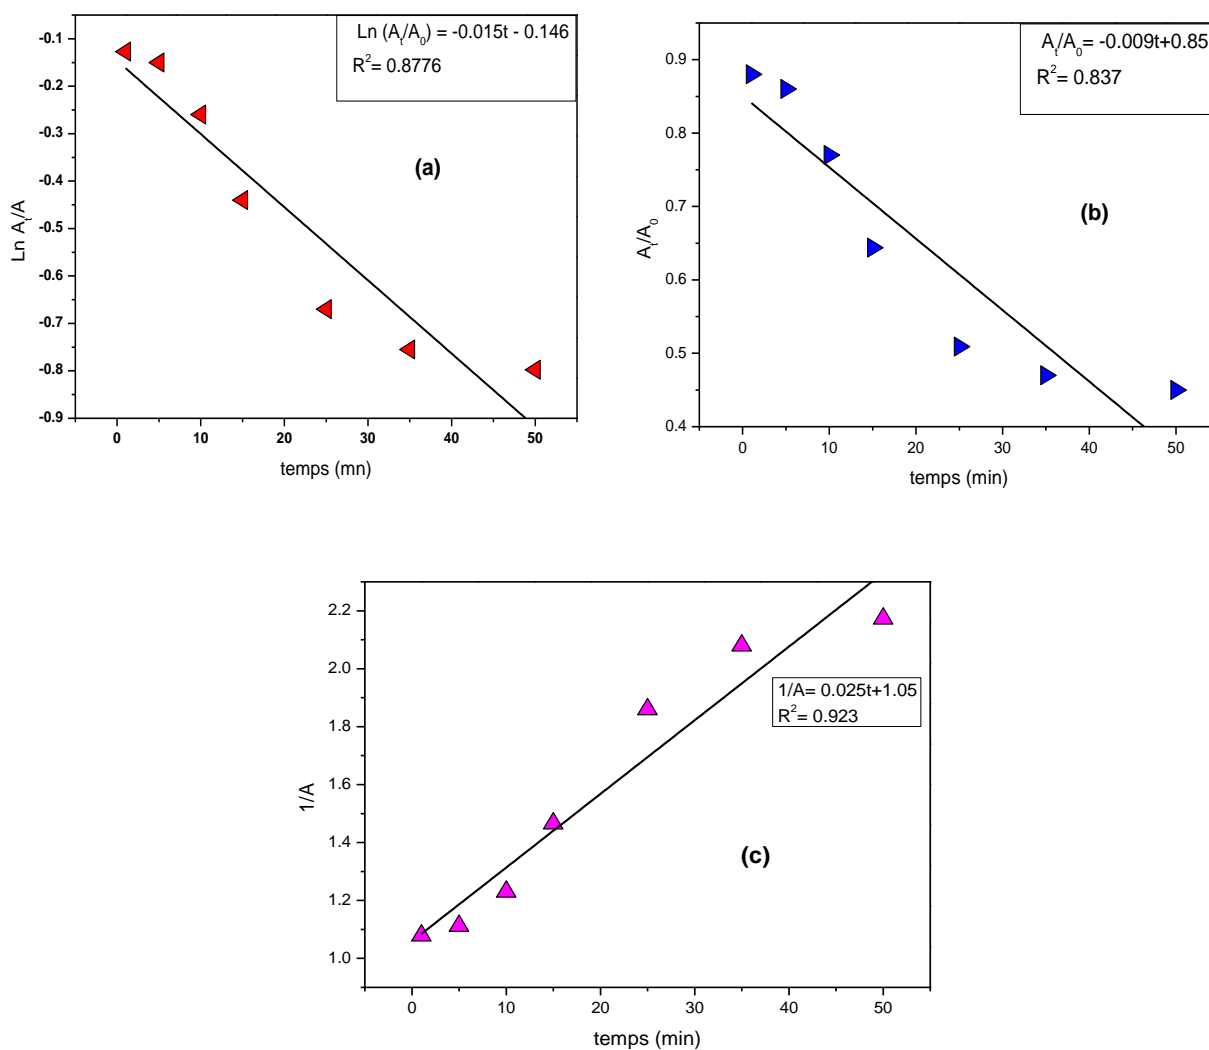 Ln (Aₜ/A₀) = -0.015t - 0.146
R²= 0.8776
-0.1
-0.2
-0.3
-0.4
-0.5
-0.6
-0.7
-0.8
-0.9
Ln Aₜ/A
(a)
0 10 20 30 40 50
temps (mn)
Aₜ/A₀= -0.009t+0.85
R²= 0.837
0.9
0.8
0.7
0.6
0.5
0.4
Aₜ/A₀
(b)
0 10 20 30 40 50
temps (min)
2.2
2.0
1.8
1.6
1.4
1.2
1.0
1/A
1/A= 0.025t+1.05
R²= 0.923
(c)
0 10 20 30 40 50
temps (min)